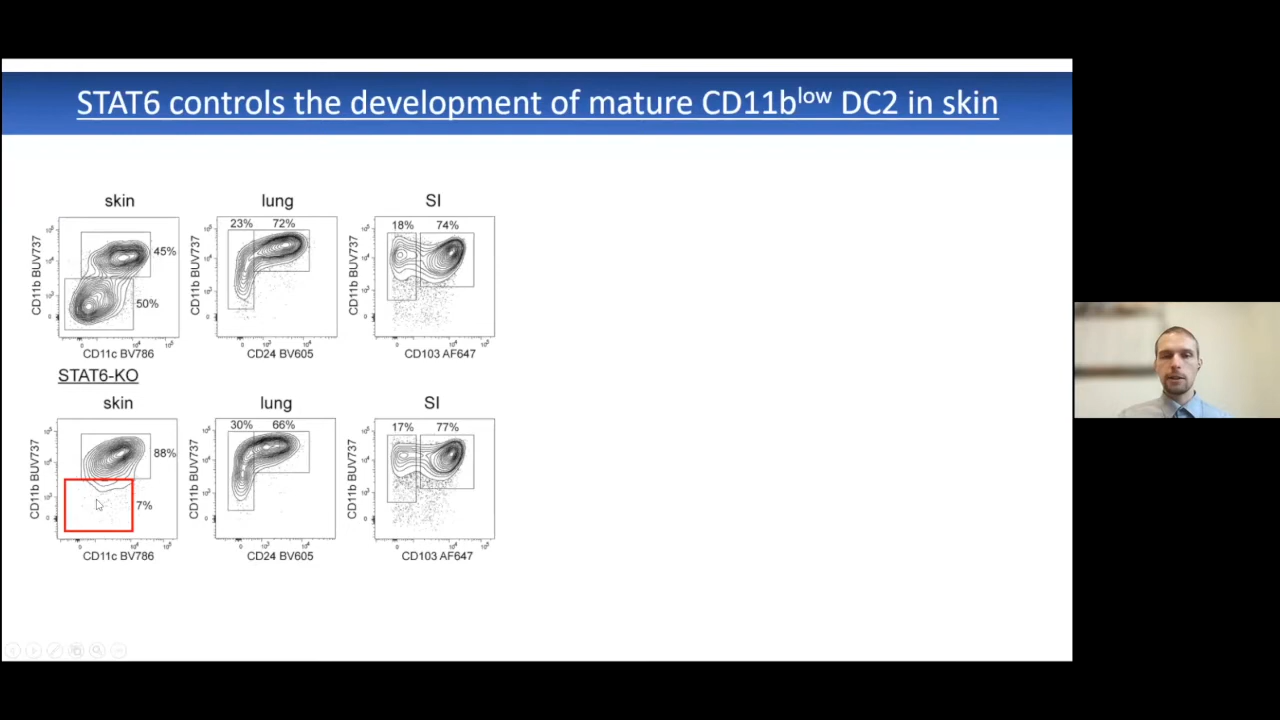 STAT6 controls the development of mature CD11blow DC2 in skin
skin
lung
SI
23%
72%
18%
74%
45%
50%
CD11b BUV737
CD11b BUV737
CD11b BUV737
CD11c BV786
CD24 BV605
CD103 AF647
STAT6-KO
skin
lung
SI
30%
66%
17%
77%
88%
7%
CD11b BUV737
CD11b BUV737
CD11b BUV737
CD11c BV786
CD24 BV605
CD103 AF647